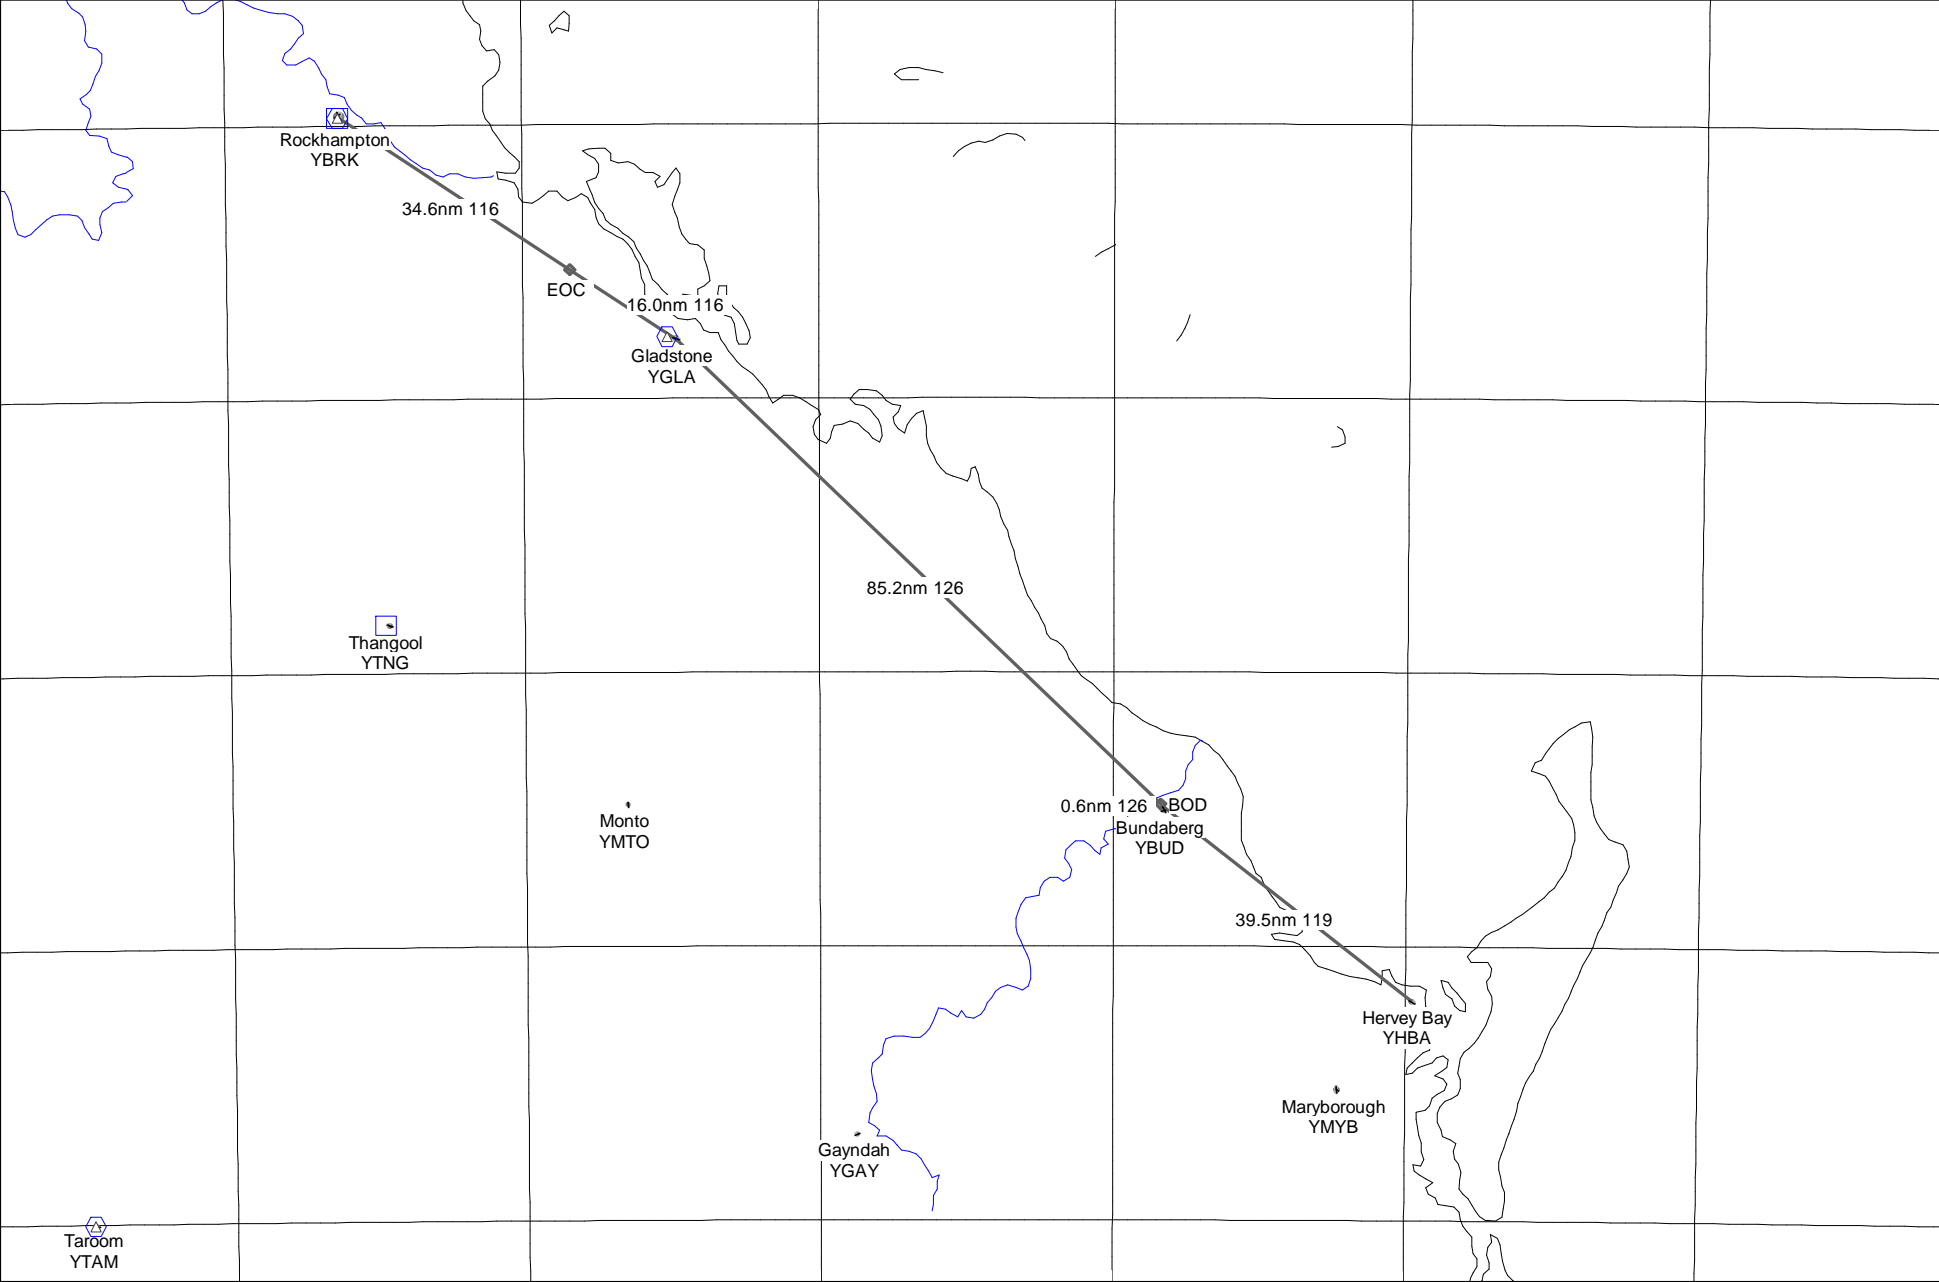 Rockhampton
YBRK
34.6nm 116
EOC
16.0nm 116
Gladstone
YGLA
85.2nm 126
Thangool
YTNG
Monto
YMTO
0.6nm 126
BOD
Bundaberg
YBUD
39.5nm 119
Hervey Bay
YHBA
Maryborough
YMYB
Gayndah
YGAY
Taroom
YTAM